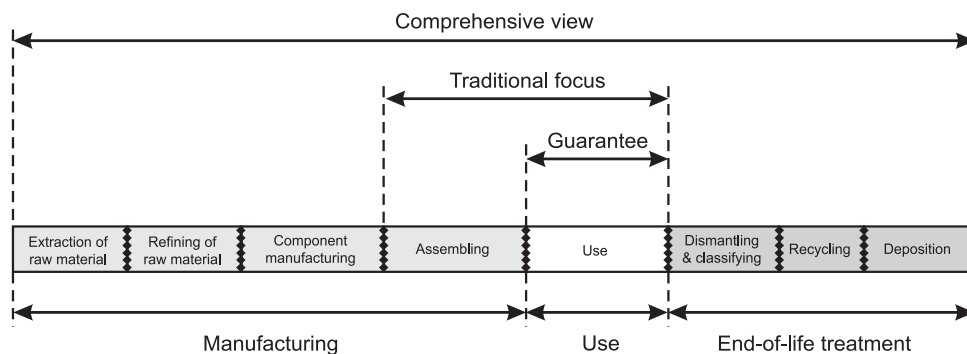 Comprehensive view
Traditional focus
Guarantee
Extraction of
raw material
Refining of
raw material
Component
manufacturing
Assembling
Use
Dismantling
& classifying
Recycling
Deposition
Manufacturing
Use
End-of-life treatment